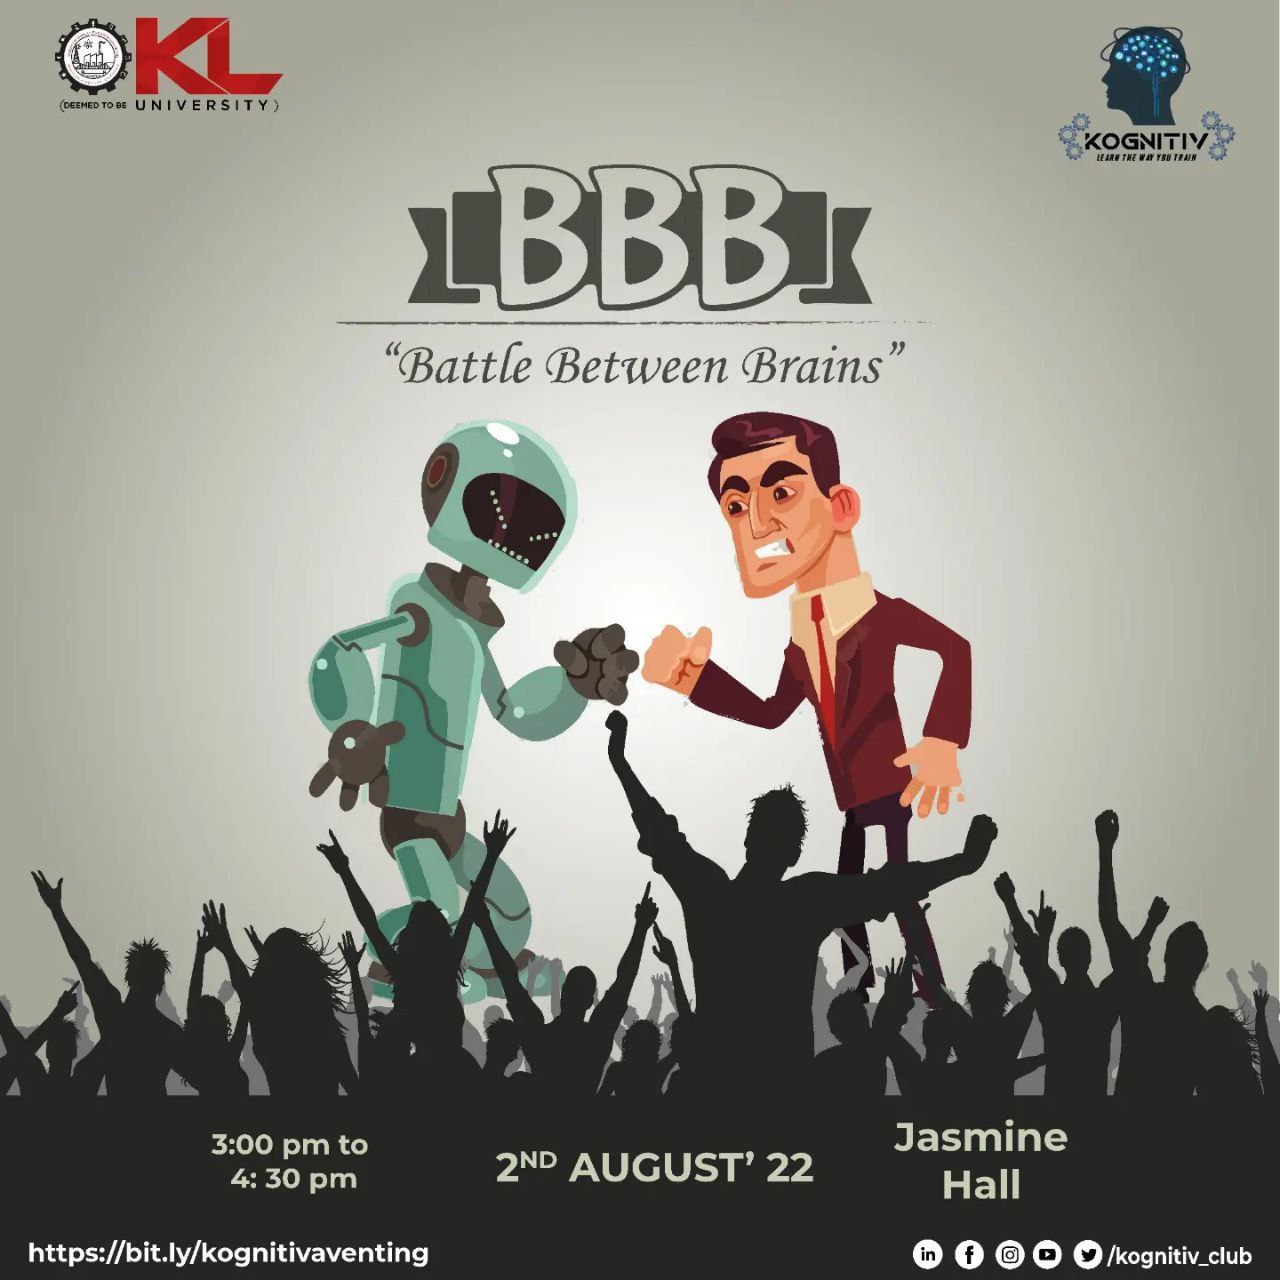 KL
(DEEMED TO BE UNIVERSITY)
KOGNITIV
LEARN THE WAY YOU TRAIN
BBB
“Battle Between Brains”
3:00 pm to
4: 30 pm
2ND AUGUST’ 22
Jasmine
Hall
https://bit.ly/kognitivaventing
/kognitiv_club